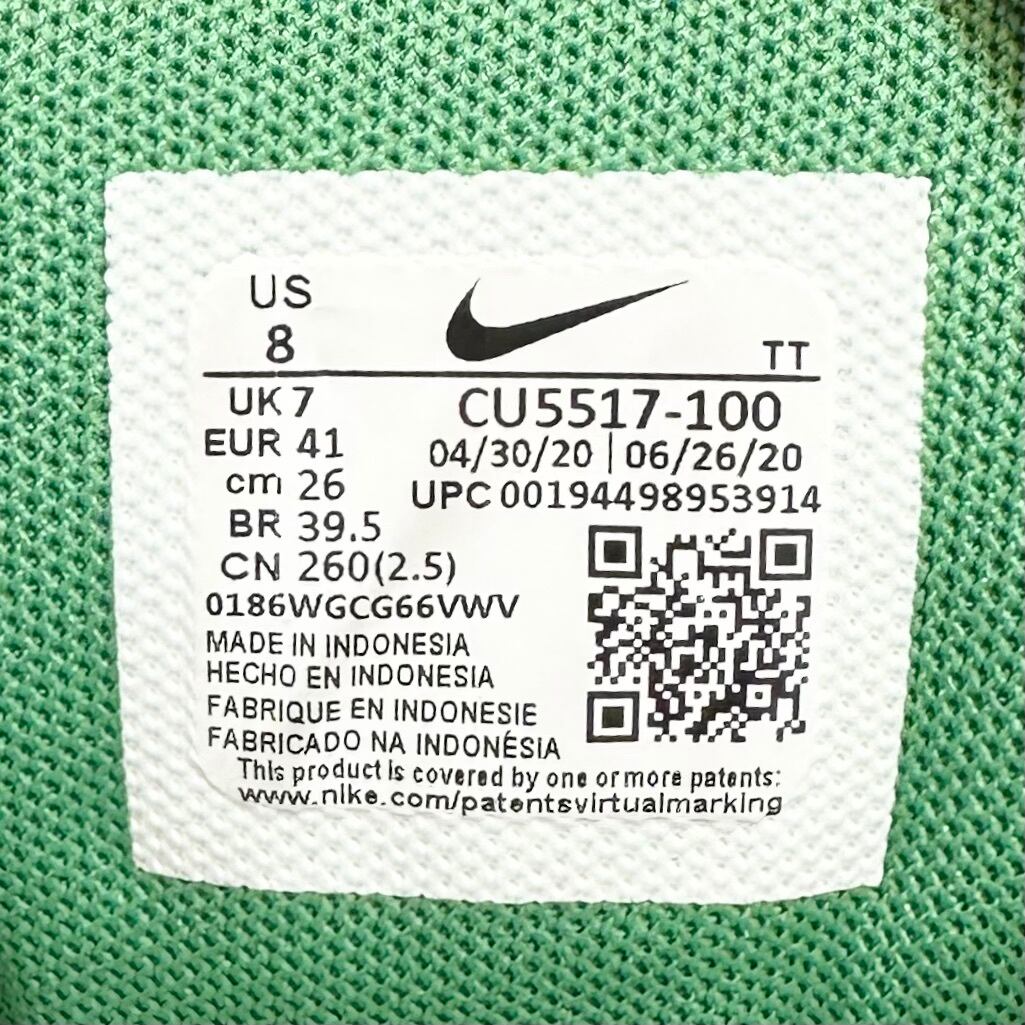 US
8
TT
UK 7
EUR 41
cm 26
BR 39.5
CN 260(2.5)
CU5517-100
04/30/20 | 06/26/20
UPC 00194498953914
0186WGCG66VWV
MADE IN INDONESIA
HECHO EN INDONESIA
FABRIQUE EN INDONESIE
FABRICADO NA INDONÉSIA
This product is covered by one or more patents:
www.nike.com/patentsvirtualmarking